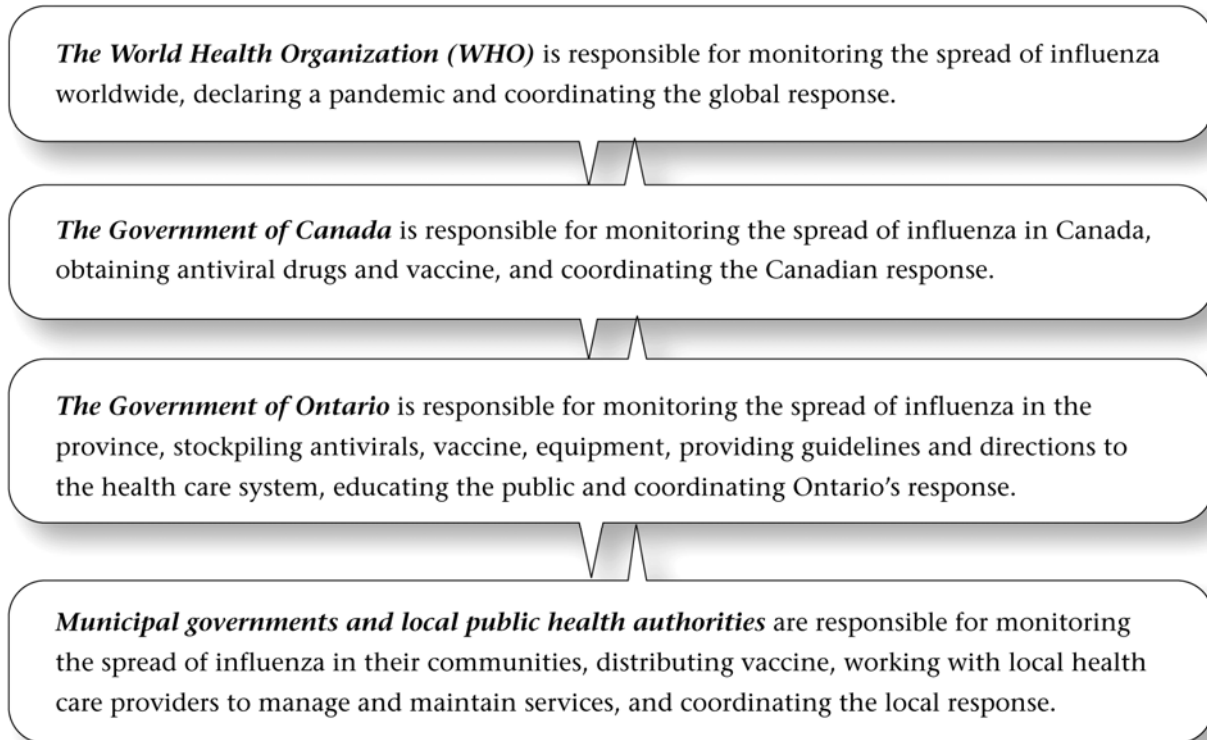 The World Health Organization (WHO) is responsible for monitoring the spread of influenza
worldwide, declaring a pandemic and coordinating the global response.
The Government of Canada is responsible for monitoring the spread of influenza in Canada,
obtaining antiviral drugs and vaccine, and coordinating the Canadian response.
The Government of Ontario is responsible for monitoring the spread of influenza in the
province, stockpiling antivirals, vaccine, equipment, providing guidelines and directions to
the health care system, educating the public and coordinating Ontario’s response.
Municipal governments and local public health authorities are responsible for monitoring
the spread of influenza in their communities, distributing vaccine, working with local health
care providers to manage and maintain services, and coordinating the local response.